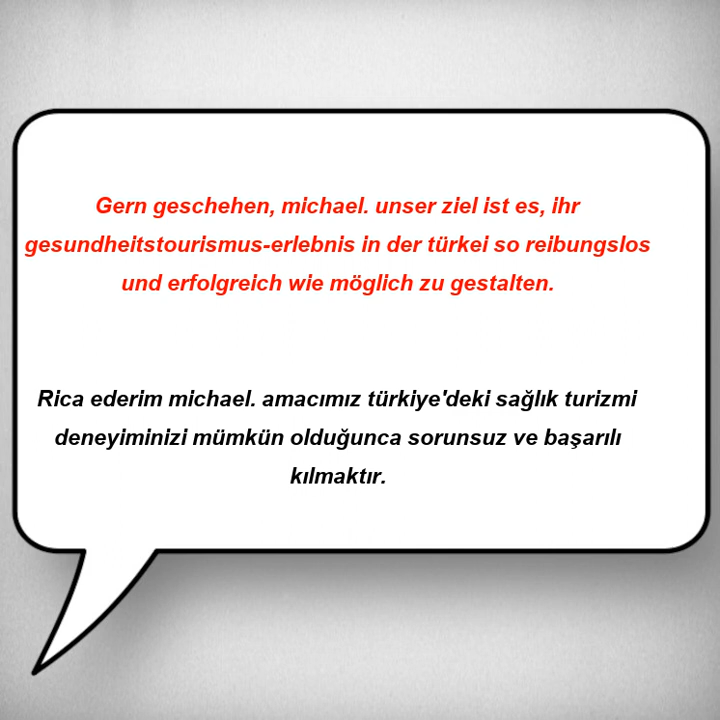 Gern geschehen, michael. unser ziel ist es, ihr
gesundheitstourismus-erlebnis in der türkei so reibungslos
und erfolgreich wie möglich zu gestalten.
Rica ederim michael. amacımız türkiye'deki sağlık turizmi
deneyiminizi mümkün olduğunca sorunsuz ve başarılı
kılmaktır.